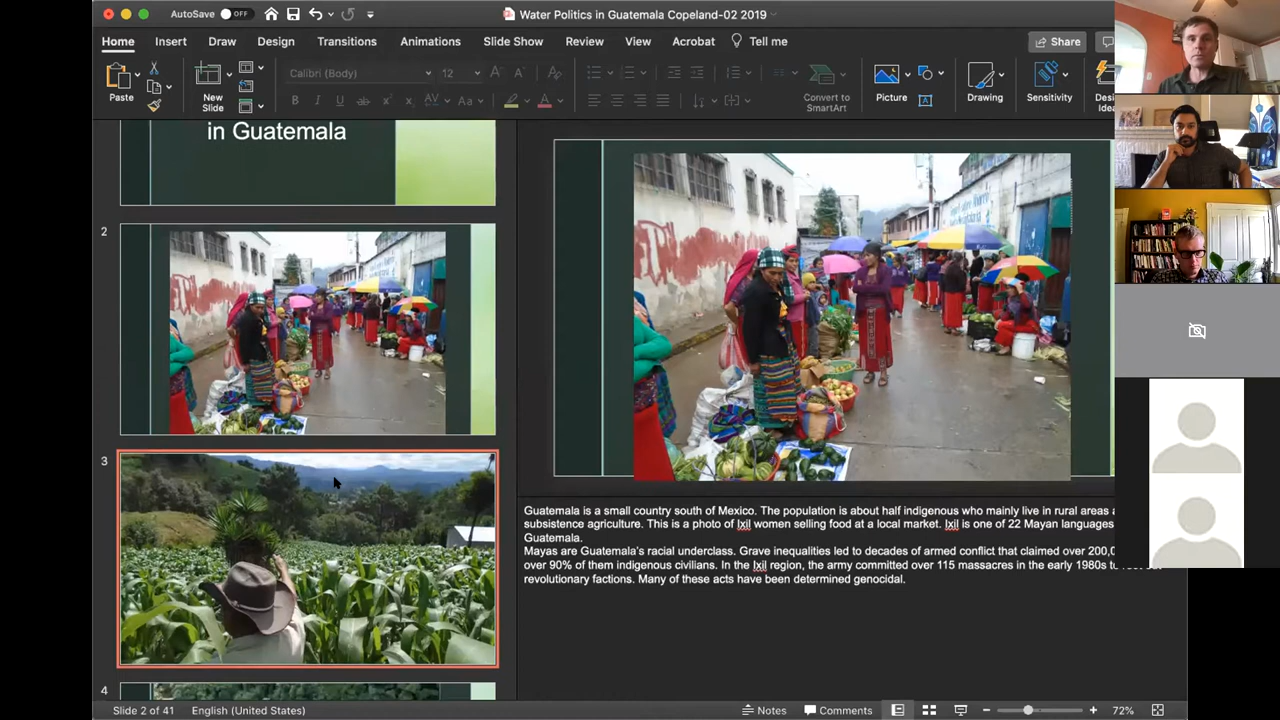 AutoSave OFF
Water Politics in Guatemala Copeland-02 2019
Home Insert Draw Design Transitions Animations Slide Show Review View Acrobat Tell me
Share
Paste
New
Slide
Calibri (Body) 12
Convert to
SmartArt
Picture
Drawing
Sensitivity
Desi
Idea
in Guatemala
2
3
4
Guatemala is a small country south of Mexico. The population is about half indigenous who mainly live in rural areas a
subsistence agriculture. This is a photo of Ixil women selling food at a local market. Ixil is one of 22 Mayan languages
Guatemala.
Mayas are Guatemala's racial underclass. Grave inequalities led to decades of armed conflict that claimed over 200,0
over 90% of them indigenous civilians. In the Ixil region, the army committed over 115 massacres in the early 1980s to
revolutionary factions. Many of these acts have been determined genocidal.
Slide 2 of 41 English (United States)
Notes Comments 72%